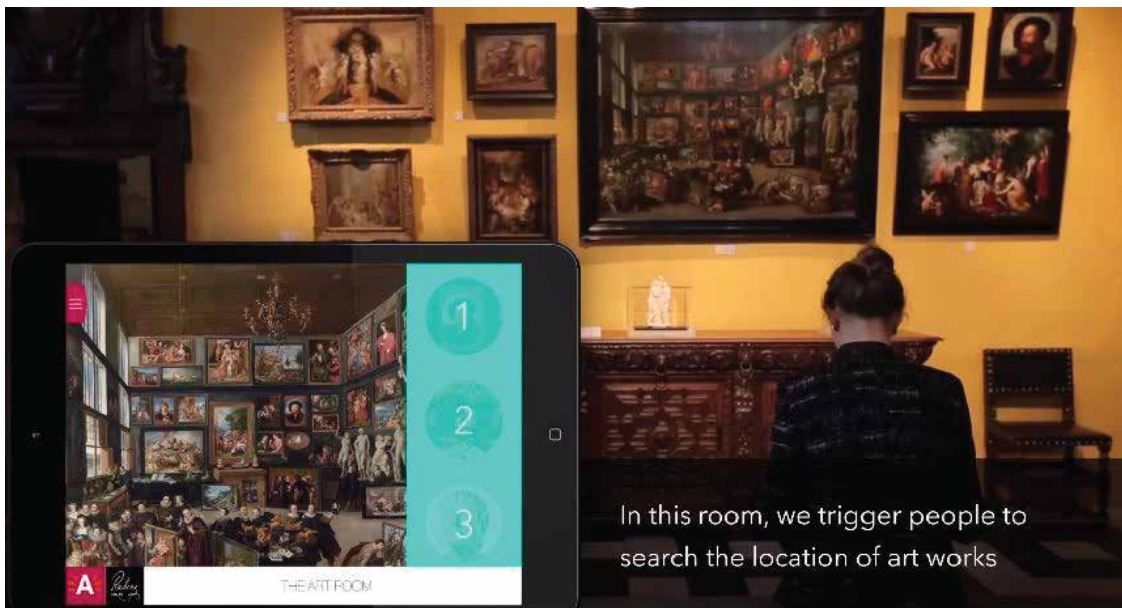 1
2
3
A
THE ART ROOM
In this room, we trigger people to
search the location of art works